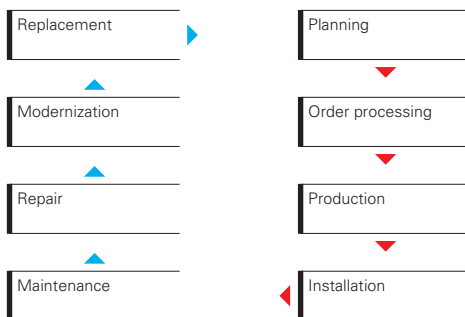 Replacement
Planning
Modernization
Order processing
Repair
Production
Maintenance
Installation